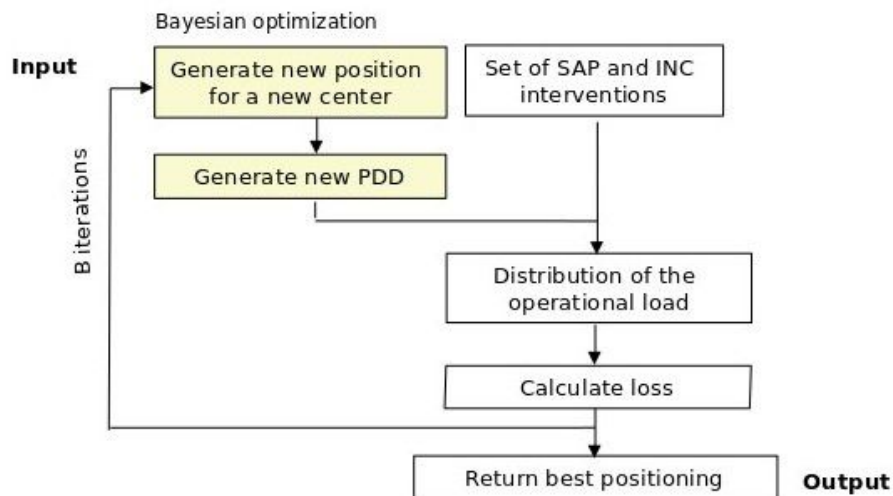 Bayesian optimization
Input
Generate new position
for a new center
Set of SAP and INC
interventions
Generate new PDD
B iterations
Distribution of the
operational load
Calculate loss
Return best positioning
Output